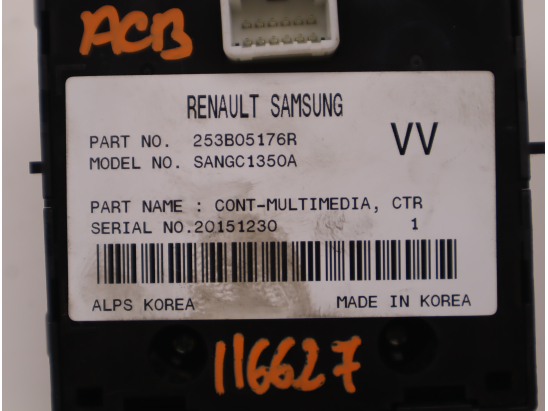 ACB
RENAULT SAMSUNG
PART NO. 253B05176R
VV
MODEL NO. SANGC1350A
PART NAME : CONT-MULTIMEDIA, CTR
SERIAL NO.20151230 1
ALPS KOREA MADE IN KOREA
116627